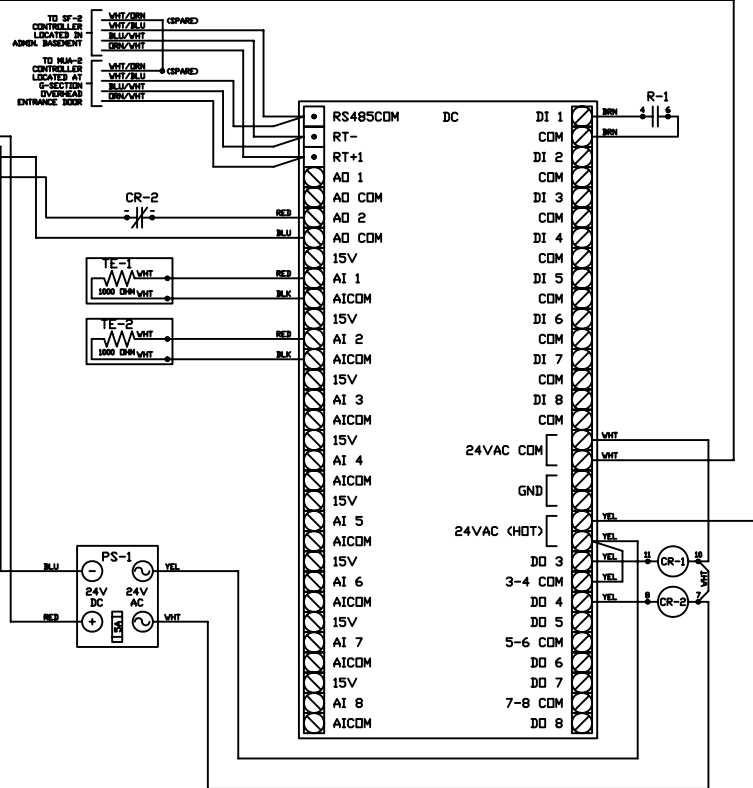 TO SF-2
CONTROLLER
LOCATED IN
ADMIN. BASEMENT
WHT/ORN
WHT/BLU
BLU/WHT
ORN/WHT
(SPARE)
TO MUA-2
CONTROLLER
LOCATED AT
G-SECTION
OVERHEAD
ENTRANCE DOOR
WHT/ORN
WHT/BLU
BLU/WHT
ORN/WHT
(SPARE)
CR-2
RED
BLU
TE-1
WHT
1000 OHM WHT
RED
BLK
TE-2
WHT
1000 OHM WHT
RED
BLK
PS-1
BLU
YEL
24V
DC
24V
AC
RED
5A
WHT
DC
RS485COM
RT-
RT+1
AO 1
AO COM
AO 2
AO COM
15V
AI 1
AICOM
15V
AI 2
AICOM
15V
AI 3
AICOM
15V
AI 4
AICOM
15V
AI 5
AICOM
15V
AI 6
AICOM
15V
AI 7
AICOM
15V
AI 8
AICOM
DI 1
COM
DI 2
COM
DI 3
COM
DI 4
COM
DI 5
COM
DI 6
COM
DI 7
COM
DI 8
COM
24VAC COM
GND
24VAC (HOT)
DO 3
3-4 COM
DO 4
DO 5
5-6 COM
DO 6
DO 7
7-8 COM
DO 8
R-1
BRN
4 6
BRN
WHT
WHT
YEL
YEL
YEL
11
CR-1
10
YEL
WHT
YEL
8
CR-2
7